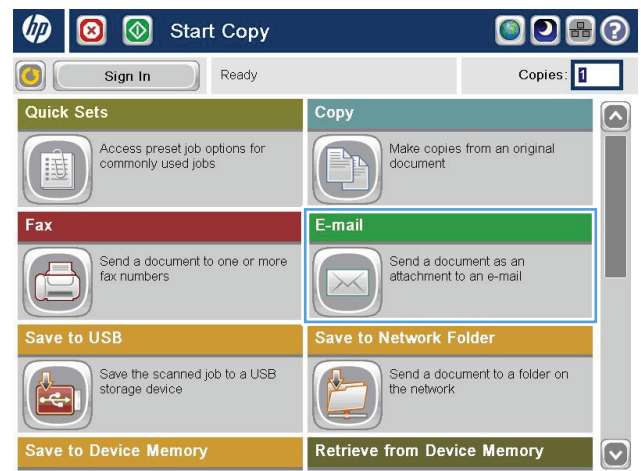 hp Start Copy
Sign In Ready Copies: 1
Quick Sets
Access preset job options for
commonly used jobs
Copy
Make copies from an original
document
Fax
Send a document to one or more
fax numbers
E-mail
Send a document as an
attachment to an e-mail
Save to USB
Save the scanned job to a USB
storage device
Save to Network Folder
Send a document to a folder on
the network
Save to Device Memory
Retrieve from Device Memory